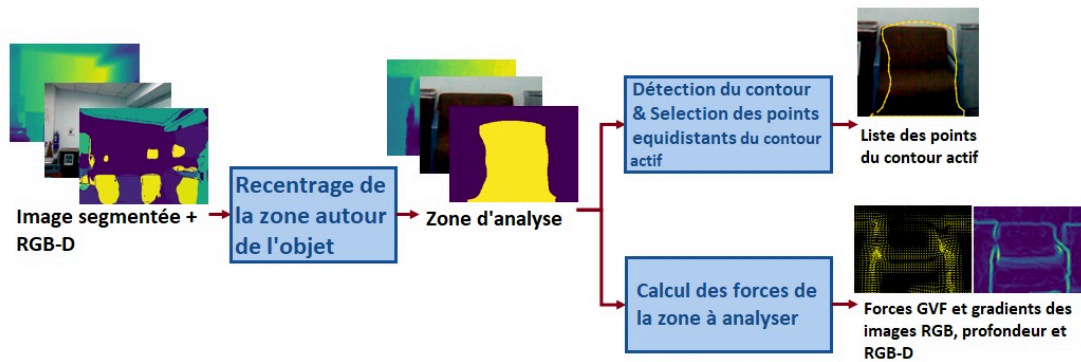 Image segmentée +
RGB-D
Recentrage de
la zone autour
de l'objet
Zone d'analyse
Détection du contour
& Selection des points
equidistants du contour
actif
Liste des points
du contour actif
Calcul des forces de
la zone à analyser
Forces GVF et gradients des
images RGB, profondeur et
RGB-D